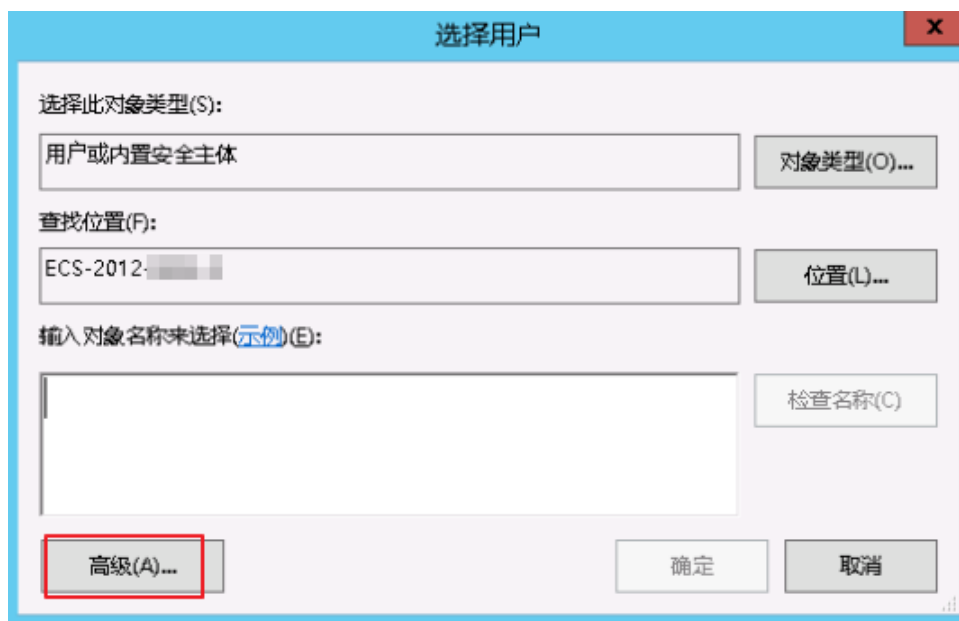 选择用户
x
选择此对象类型(S):
用户或内置安全主体
对象类型(O)...
查找位置(F):
ECS-2012-
位置(L)...
输入对象名称来选择(示例)(E):
检查名称(C)
高级(A)...
确定
取消